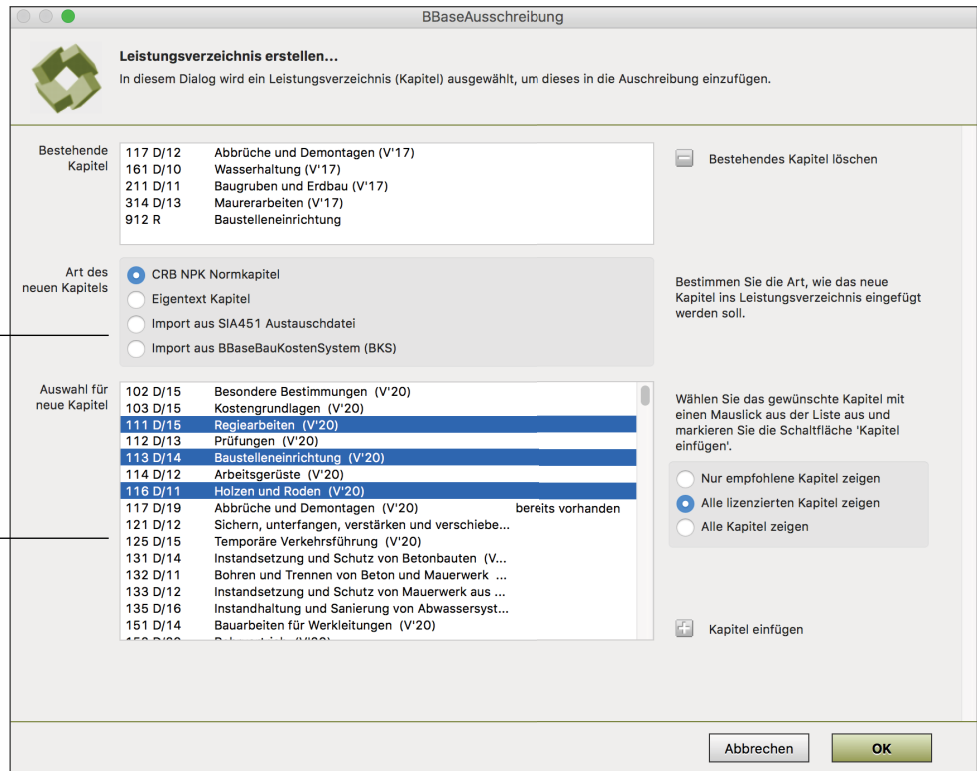 BBaseAusschreibung
Leistungsverzeichnis erstellen...
In diesem Dialog wird ein Leistungsverzeichnis (Kapitel) ausgewählt, um dieses in die Auschreibung einzufügen.
Bestehende
Kapitel
117 D/12 Abbrüche und Demontagen (V'17)
161 D/10 Wasserhaltung (V'17)
211 D/11 Baugruben und Erdbau (V'17)
314 D/13 Maurerarbeiten (V'17)
912 R Baustelleneinrichtung
Bestehendes Kapitel löschen
Art des
neuen Kapitels
CRB NPK Normkapitel
Eigentext Kapitel
Import aus SIA451 Austauschdatei
Import aus BBaseBauKostenSystem (BKS)
Bestimmen Sie die Art, wie das neue
Kapitel ins Leistungsverzeichnis eingefügt
werden soll.
Auswahl für
neue Kapitel
102 D/15 Besondere Bestimmungen (V'20)
103 D/15 Kostengrundlagen (V'20)
111 D/15 Regiearbeiten (V'20)
112 D/13 Prüfungen (V'20)
113 D/14 Baustelleneinrichtung (V'20)
114 D/12 Arbeitsgerüste (V'20)
116 D/11 Holzen und Roden (V'20)
117 D/19 Abbrüche und Demontagen (V'20) bereits vorhanden
121 D/12 Sichern, unterfangen, verstärken und verschiebe...
125 D/15 Temporäre Verkehrsführung (V'20)
131 D/14 Instandsetzung und Schutz von Betonbauten (V...
132 D/11 Bohren und Trennen von Beton und Mauerwerk ...
133 D/12 Instandsetzung und Schutz von Mauerwerk aus ...
135 D/16 Instandhaltung und Sanierung von Abwassersyst...
151 D/14 Bauarbeiten für Werkleitungen (V'20)
Wählen Sie das gewünschte Kapitel mit
einen Mauslick aus der Liste aus und
markieren Sie die Schaltfläche 'Kapitel
einfügen'.
Nur empfohlene Kapitel zeigen
Alle lizenzierten Kapitel zeigen
Alle Kapitel zeigen
Kapitel einfügen
Abbrechen
OK